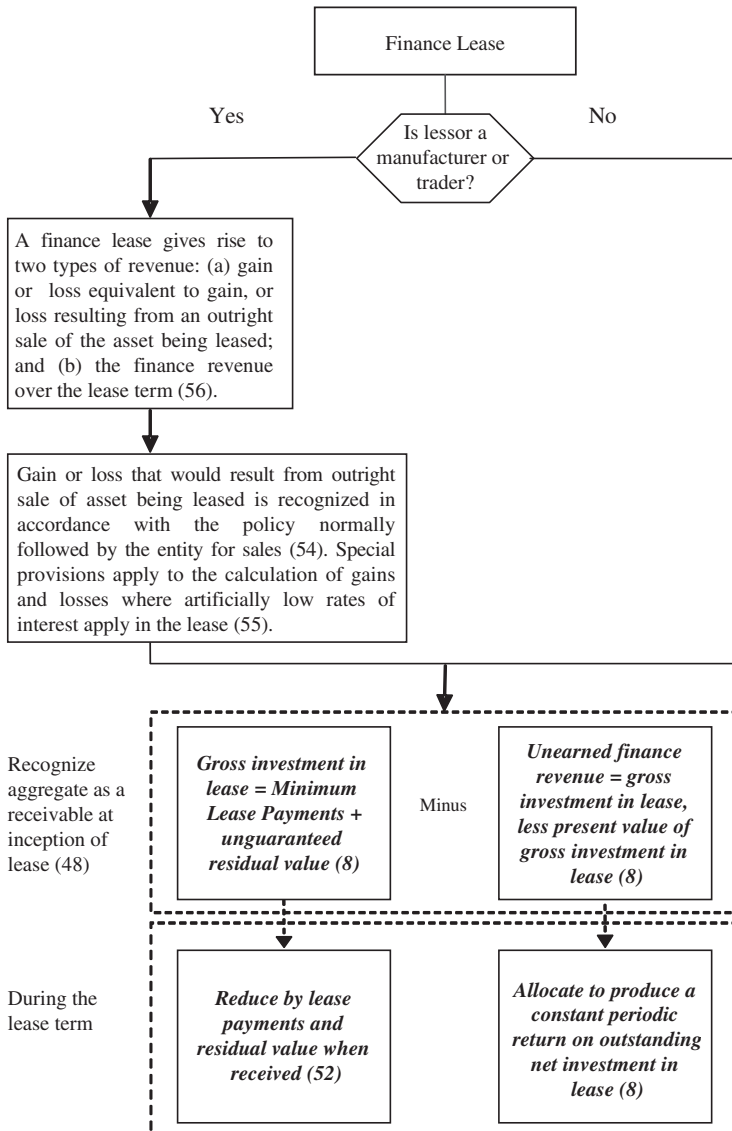 Finance Lease
Yes
No
Is lessor a
manufacturer or
trader?
A finance lease gives rise to
two types of revenue: (a) gain
or loss equivalent to gain, or
loss resulting from an outright
sale of the asset being leased;
and (b) the finance revenue
over the lease term (56).
Gain or loss that would result from outright
sale of asset being leased is recognized in
accordance with the policy normally
followed by the entity for sales (54). Special
provisions apply to the calculation of gains
and losses where artificially low rates of
interest apply in the lease (55).
Recognize
aggregate as a
receivable at
inception of
lease (48)
Gross investment in
lease = Minimum
Lease Payments +
unguaranteed
residual value (8)
Minus
Unearned finance
revenue = gross
investment in lease,
less present value of
gross investment in
lease (8)
During the
lease term
Reduce by lease
payments and
residual value when
received (52)
Allocate to produce a
constant periodic
return on outstanding
net investment in
lease (8)